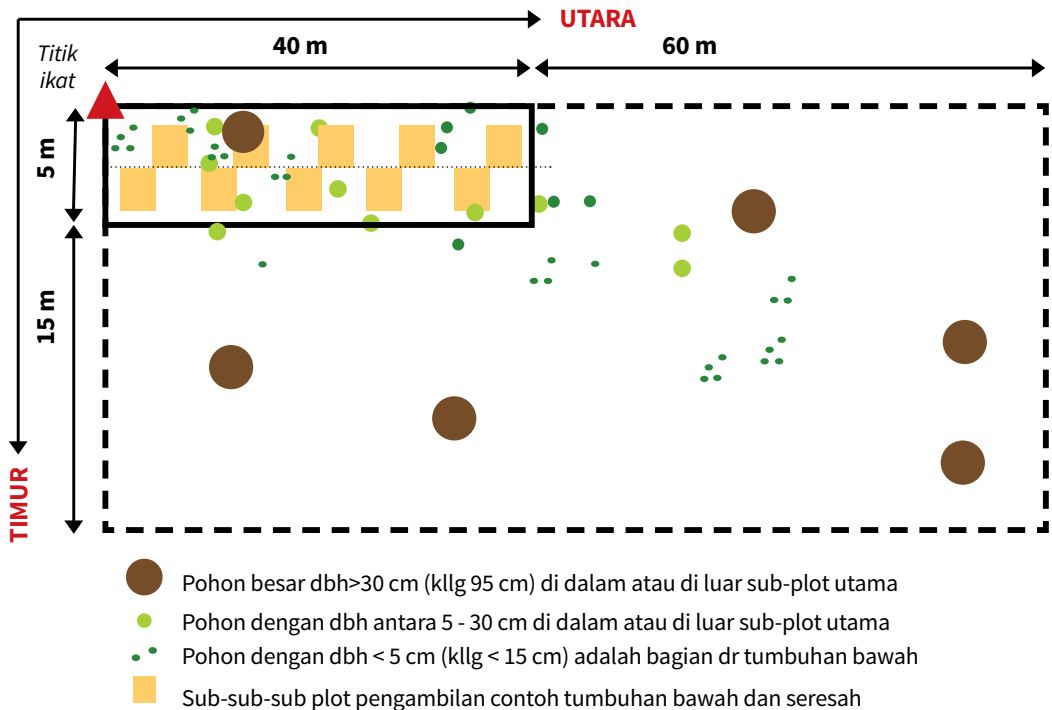 UTARA
40 m
60 m
Titik
ikat
5 m
15 m
TIMUR
Pohon besar dbh>30 cm (kllg 95 cm) di dalam atau di luar sub-plot utama
Pohon dengan dbh antara 5 - 30 cm di dalam atau di luar sub-plot utama
Pohon dengan dbh < 5 cm (kllg < 15 cm) adalah bagian dr tumbuhan bawah
Sub-sub-sub plot pengambilan contoh tumbuhan bawah dan seresah